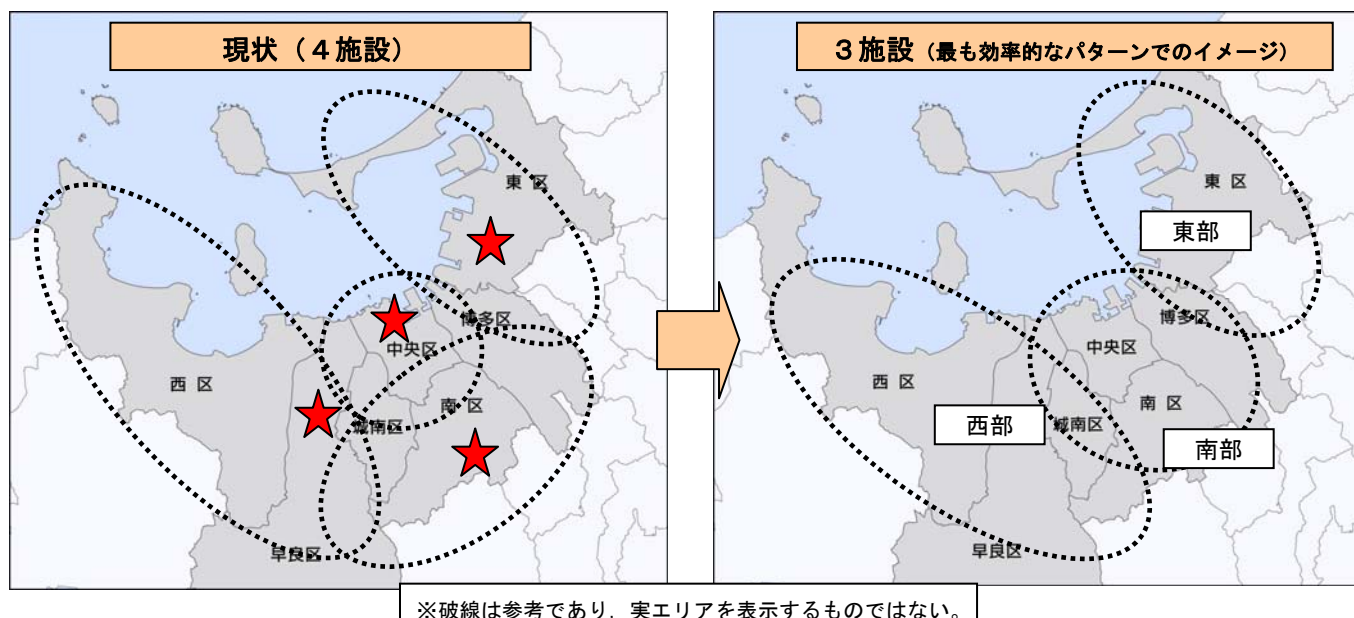 現状（４施設）
東 区
博多区
中央区
西 区
南 区
城南区
早良区
３施設（最も効率的なパターンでのイメージ）
東 区
東部
博多区
中央区
西 区
南 区
西部
城南区
南部
早良区
※破線は参考であり，実エリアを表示するものではない。